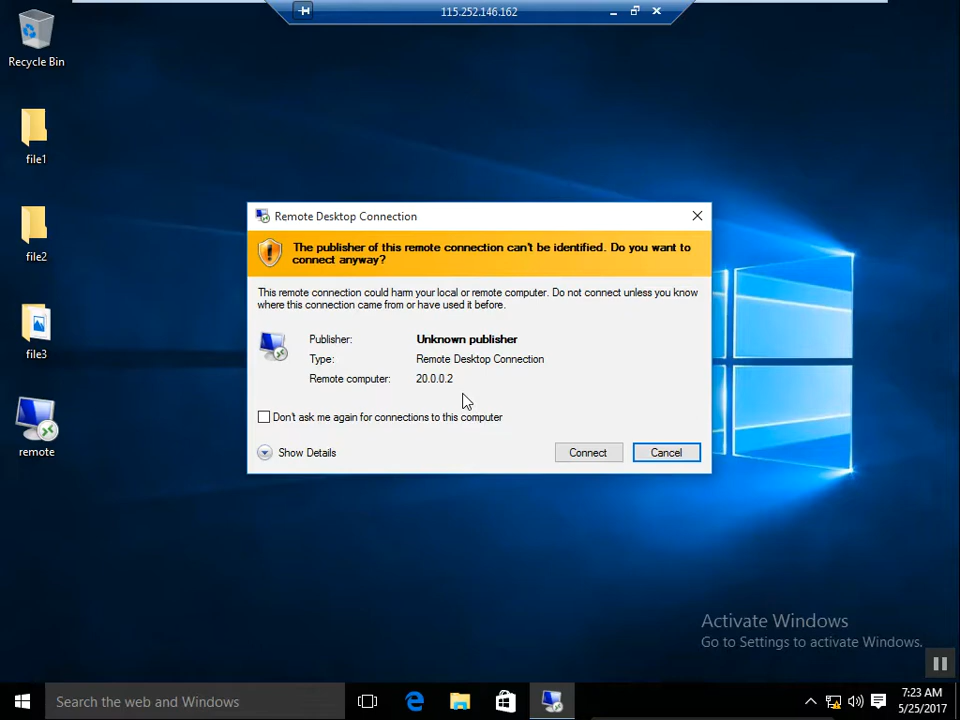 115.252.146.162
Recycle Bin
file1
file2
file3
remote
Remote Desktop Connection
The publisher of this remote connection can't be identified. Do you want to
connect anyway?
This remote connection could harm your local or remote computer. Do not connect unless you know
where this connection came from or have used it before.
Publisher: Unknown publisher
Type: Remote Desktop Connection
Remote computer: 20.0.0.2
Don't ask me again for connections to this computer
Show Details
Connect
Cancel
Activate Windows
Go to Settings to activate Windows.
Search the web and Windows
7:23 AM
5/25/2017